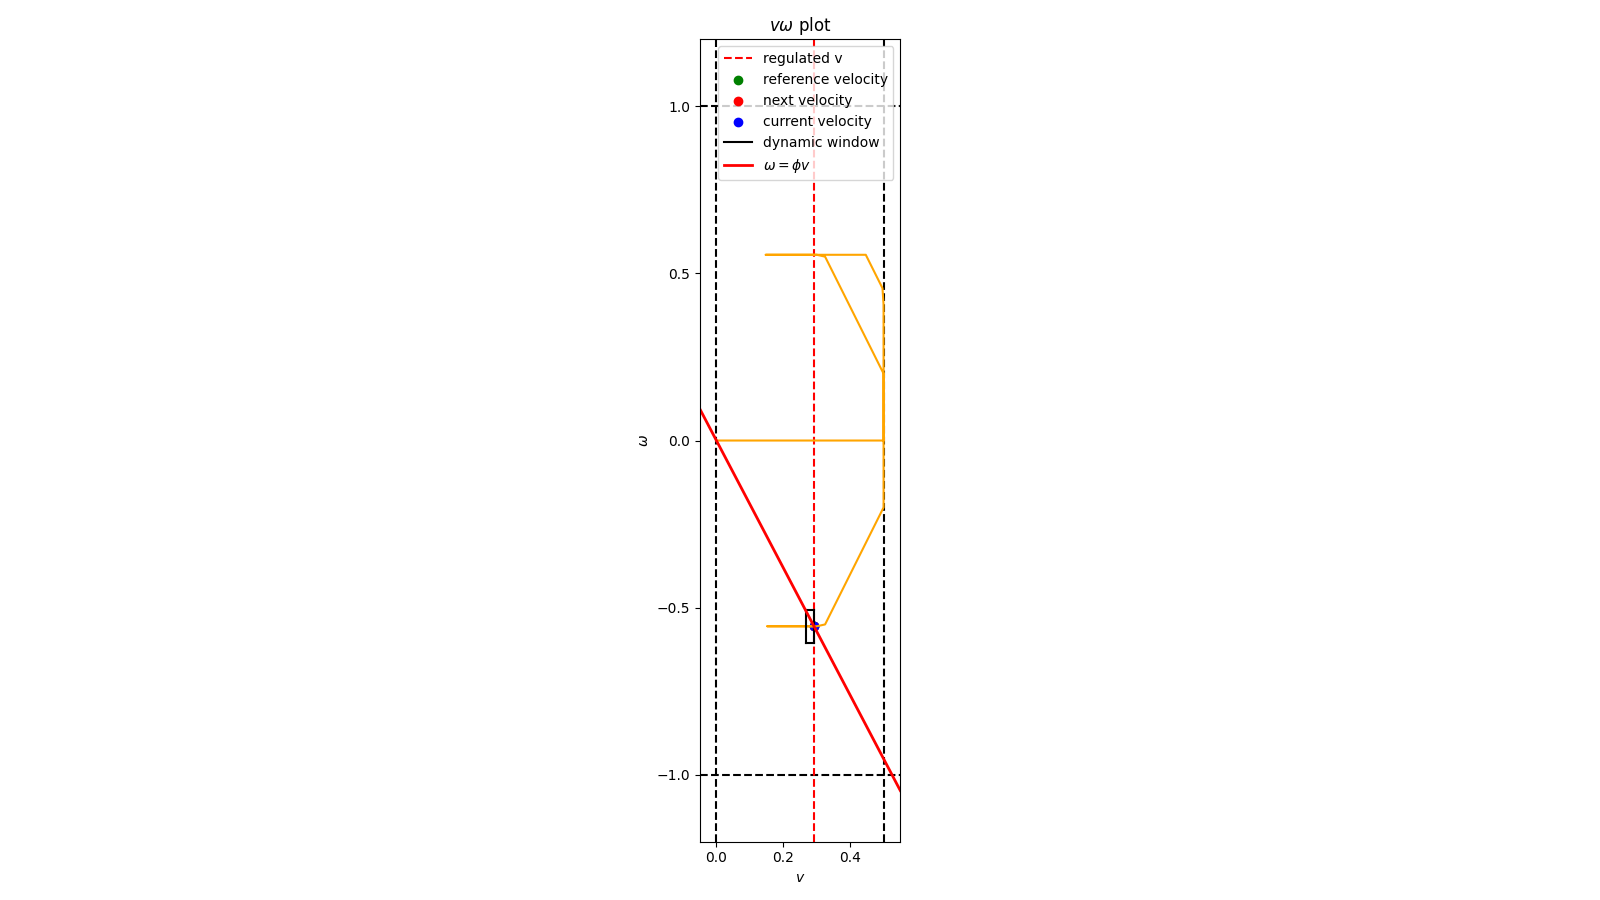 vω plot
regulated v
reference velocity
next velocity
current velocity
dynamic window
ω = ϕv
1.0
0.5
0.0
−0.5
−1.0
ω
0.0 0.2 0.4
v